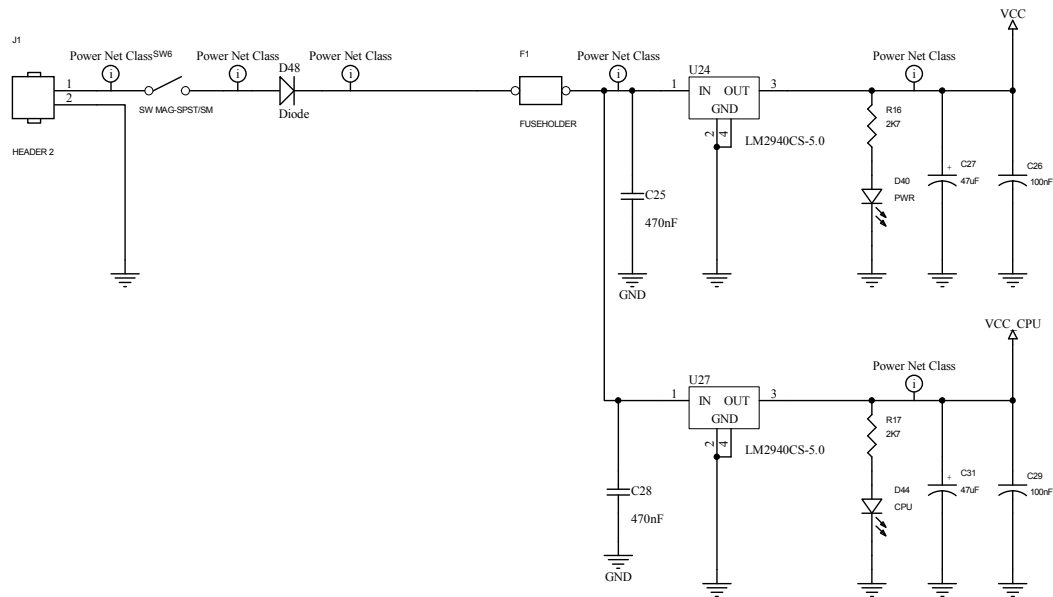 VCC
J1
Power Net Class
SW6
Power Net Class
Power Net Class
F1
Power Net Class
Power Net Class
i
i
D48
i
i
U24
i
1
2
1
IN OUT
3
GND
SW MAG-SPST/SM
Diode
FUSEHOLDER
R16
2K7
2
4
LM2940CS-5.0
HEADER 2
+
C27
47uF
C26
100nF
D40
PWR
C25
470nF
GND
VCC_CPU
Power Net Class
i
U27
1
IN OUT
3
GND
R17
2K7
2
4
LM2940CS-5.0
+
C31
47uF
C29
100nF
C28
470nF
D44
CPU
GND